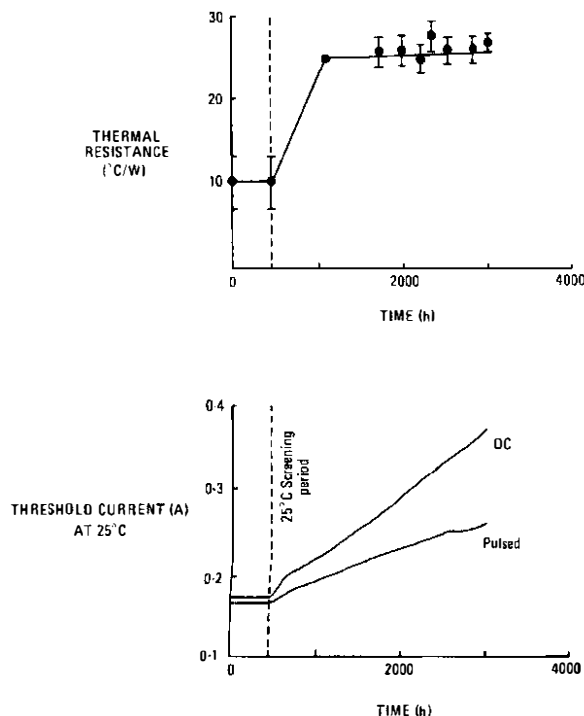 30
20
THERMAL
RESISTANCE
(°C/W)
10
0
2000
4000
TIME (h)
0·4
25°C Screening
period
DC
0·3
THRESHOLD CURRENT (A)
AT 25°C
Pulsed
0·2
0·1
0
2000
4000
TIME (h)